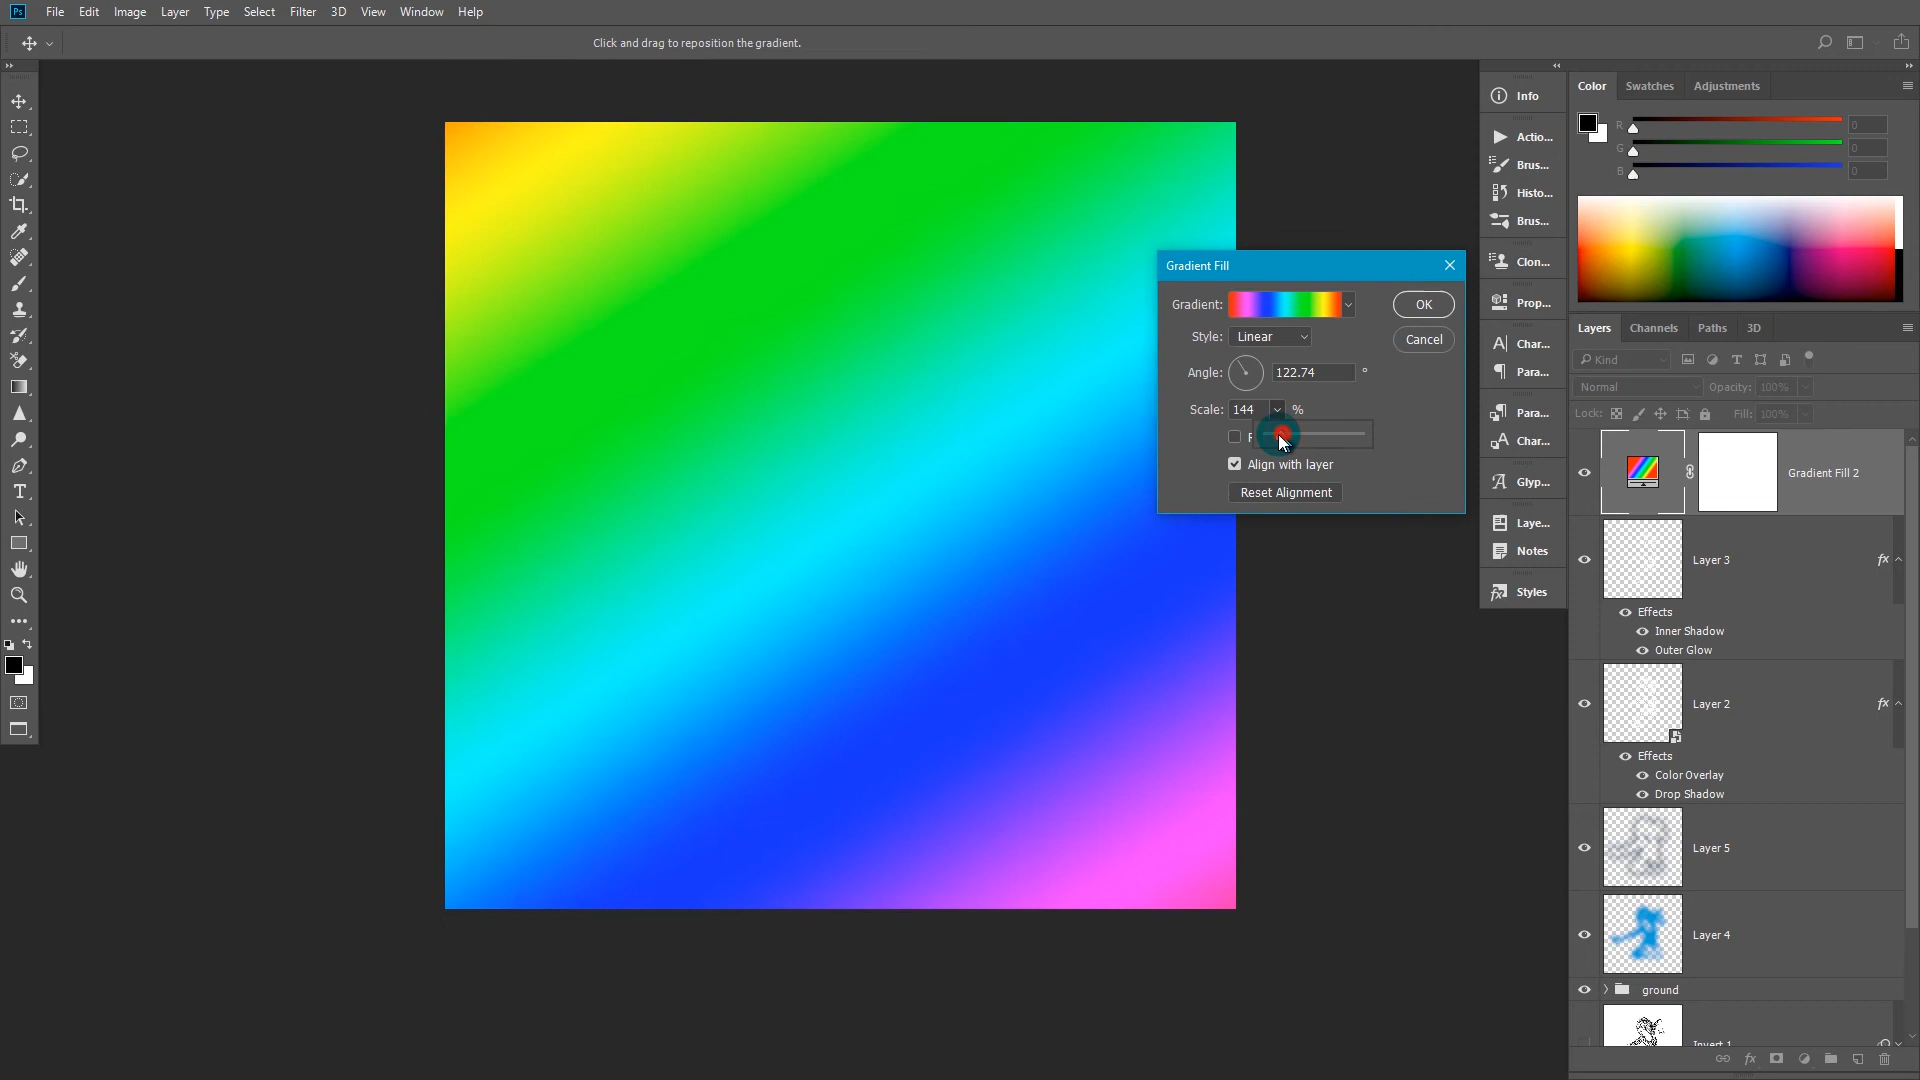 Ps File Edit Image Layer Type Select Filter 3D View Window Help
Click and drag to reposition the gradient.
Info
Actio...
Brus...
Histo...
Brus...
Clon...
Prop...
Char...
Para...
Para...
Char...
Glyp...
Laye...
Notes
Styles
Color Swatches Adjustments
R 0
G 0
B 0
Gradient Fill
Gradient: OK
Style: Linear Cancel
Angle: 122.74 °
Scale: 144 %
Align with layer
Reset Alignment
Layers Channels Paths 3D
Kind
Normal Opacity: 100%
Lock: Fill: 100%
Gradient Fill 2
Layer 3 fx
Effects
Inner Shadow
Outer Glow
Layer 2 fx
Effects
Color Overlay
Drop Shadow
Layer 5
Layer 4
ground
Invert 1
fx